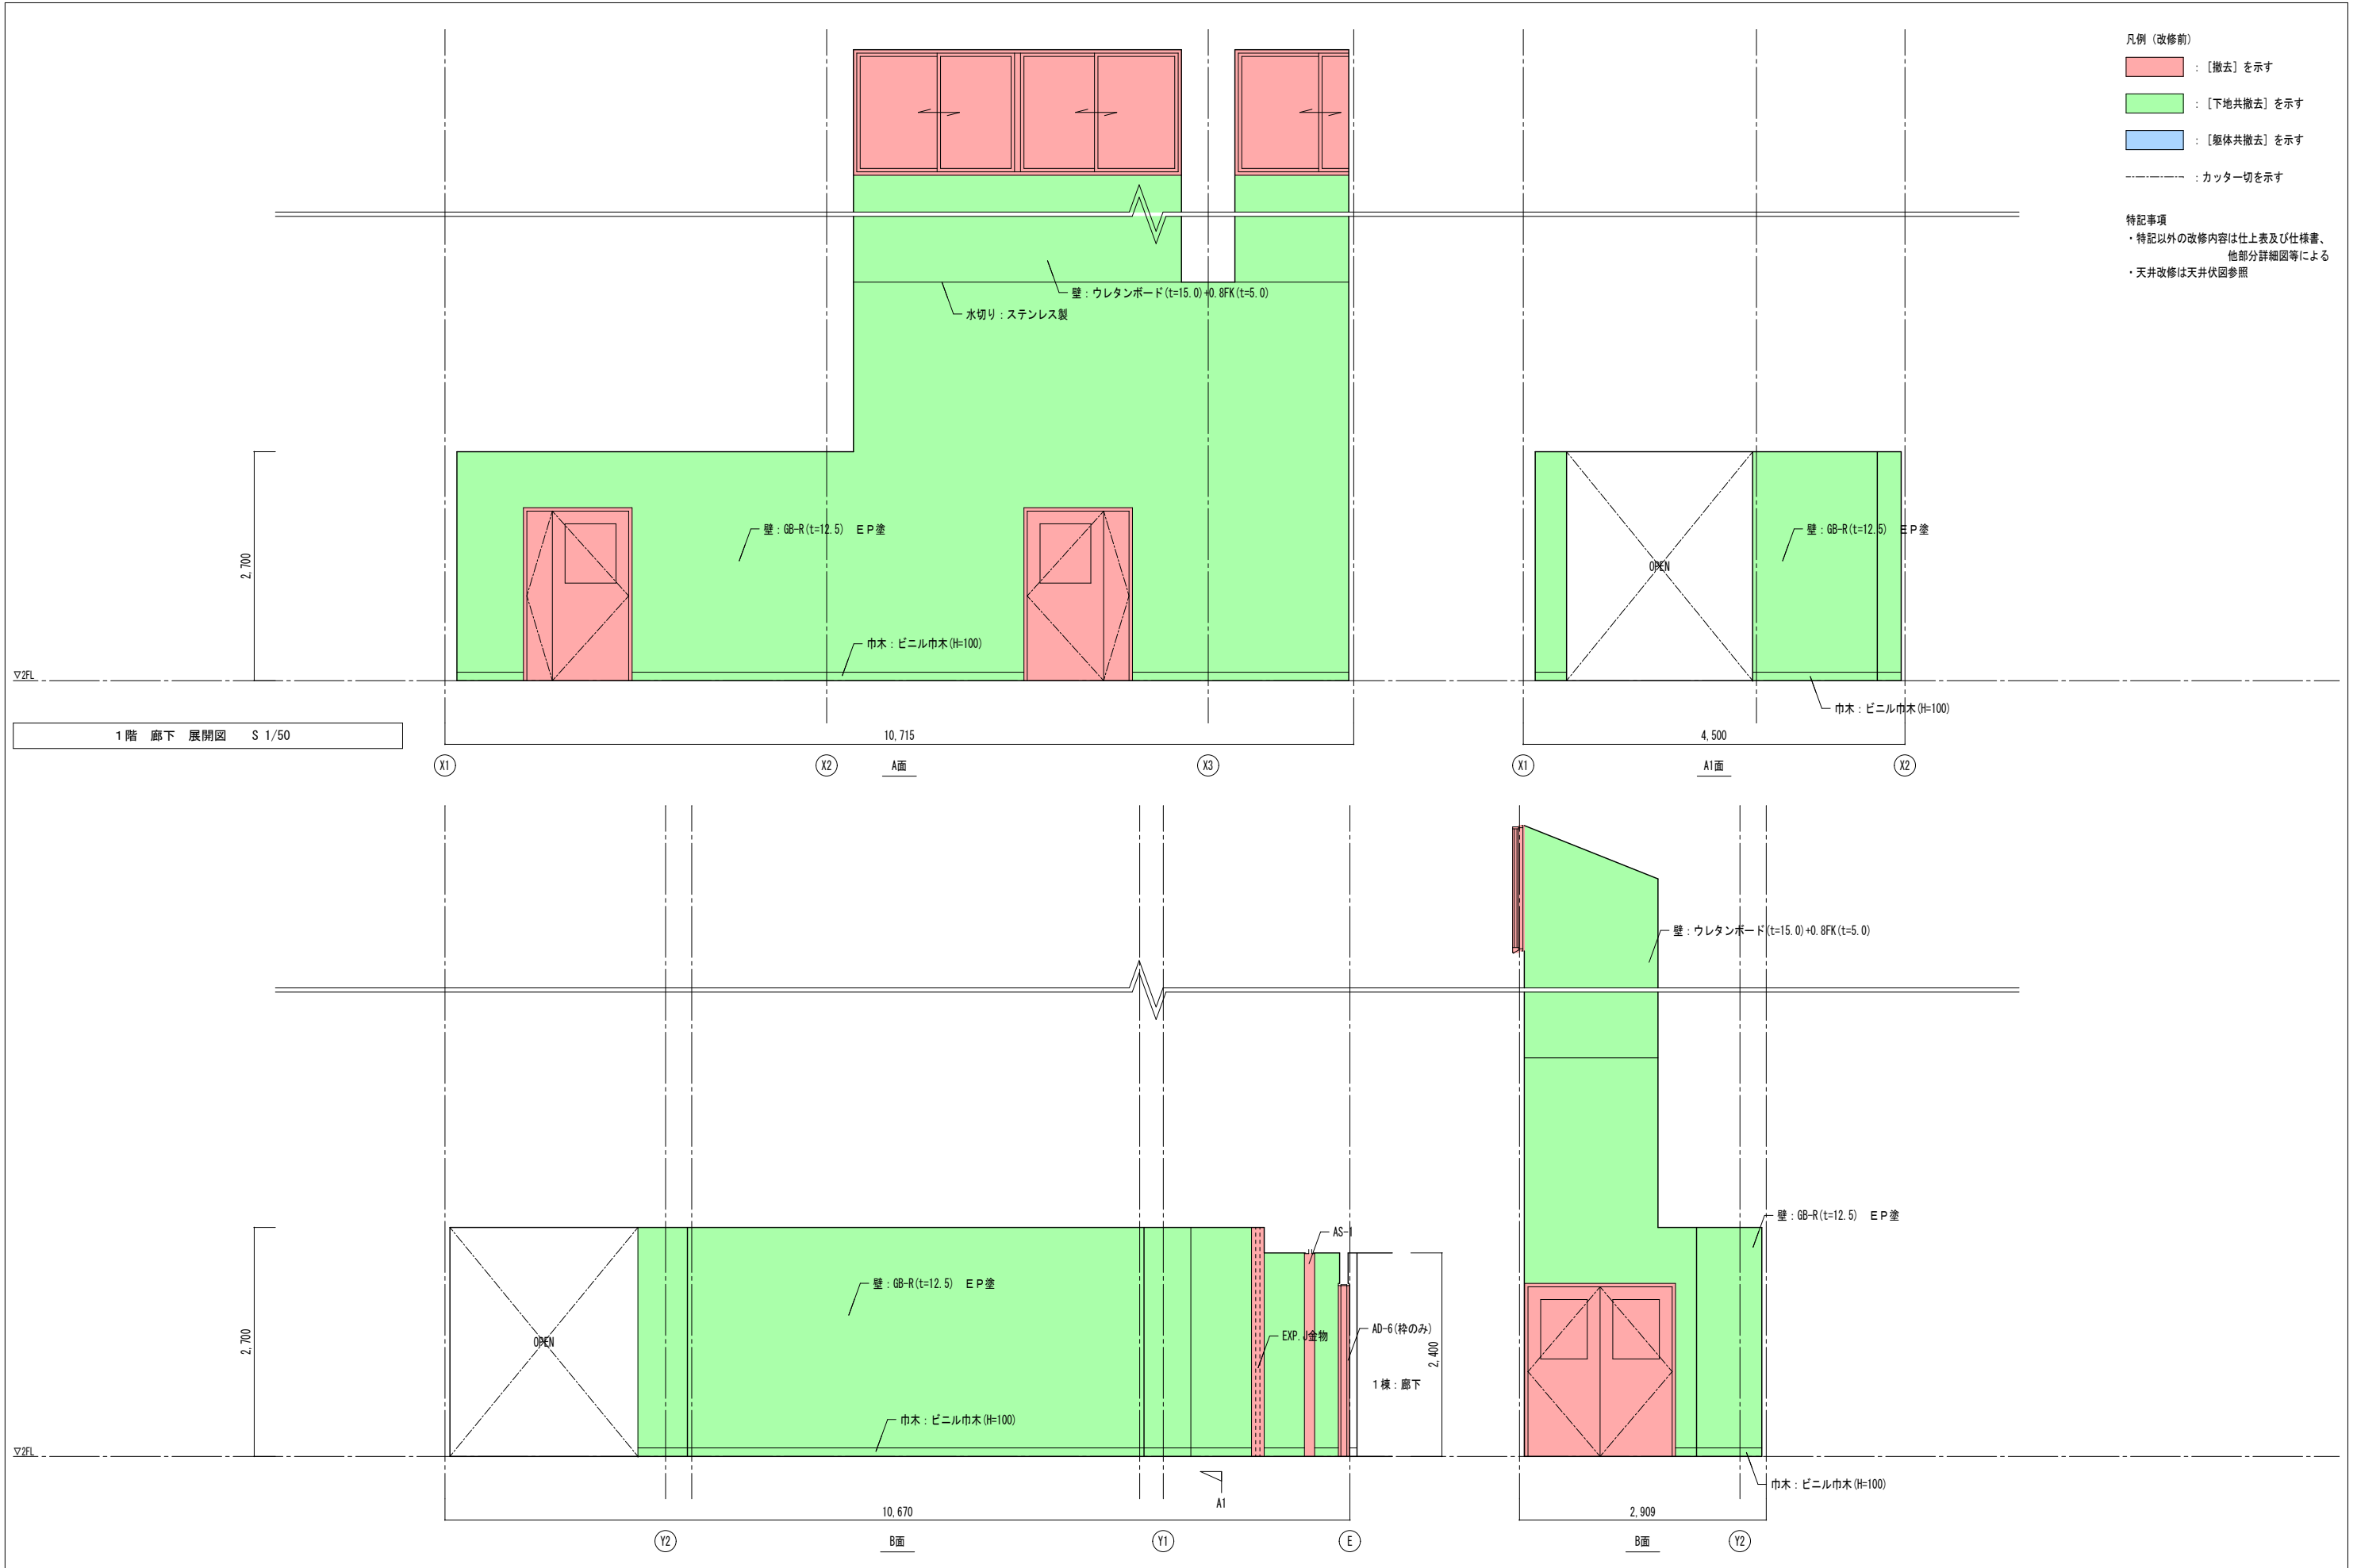 凡例（改修前）
：［撤去］を示す
：［下地共撤去］を示す
：［躯体共撤去］を示す
：カッター切を示す
特記事項
・特記以外の改修内容は仕上表及び仕様書、
他部分詳細図等による
・天井改修は天井伏図参照
壁：ウレタンボード(t=15.0)+0.8FK(t=5.0)
水切り：ステンレス製
2,700
壁：GB-R(t=12.5)　ＥＰ塗
巾木：ビニル巾木(H=100)
▽2FL
OPEN
壁：GB-R(t=12.5)　ＥＰ塗
巾木：ビニル巾木(H=100)
１階　廊下　展開図　　S 1/50
10,715
4,500
X1
X2
A面
X3
X1
A1面
X2
壁：ウレタンボード(t=15.0)+0.8FK(t=5.0)
2,700
OPEN
壁：GB-R(t=12.5)　ＥＰ塗
巾木：ビニル巾木(H=100)
AS-1
EXP.J金物
AD-6(枠のみ)
2,400
１棟：廊下
壁：GB-R(t=12.5)　ＥＰ塗
巾木：ビニル巾木(H=100)
▽2FL
A1
10,670
2,909
Y2
B面
Y1
E
B面
Y2